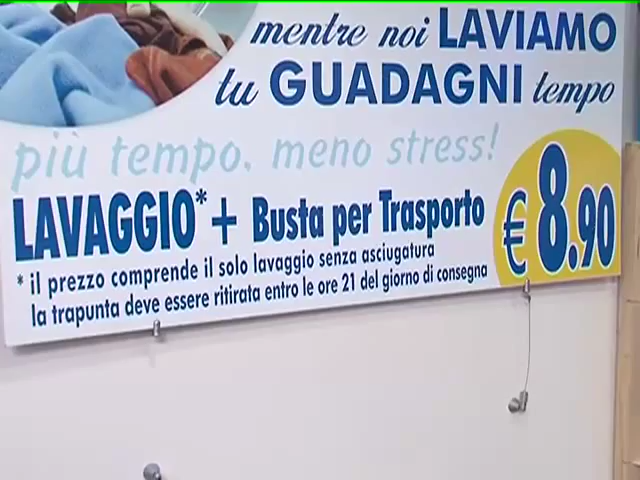 mentre noi LAVIAMO
tu GUADAGNI tempo
più tempo, meno stress!
LAVAGGIO* + Busta per Trasporto € 8.90
* il prezzo comprende il solo lavaggio senza asciugatura
la trapunta deve essere ritirata entro le ore 21 del giorno di consegna